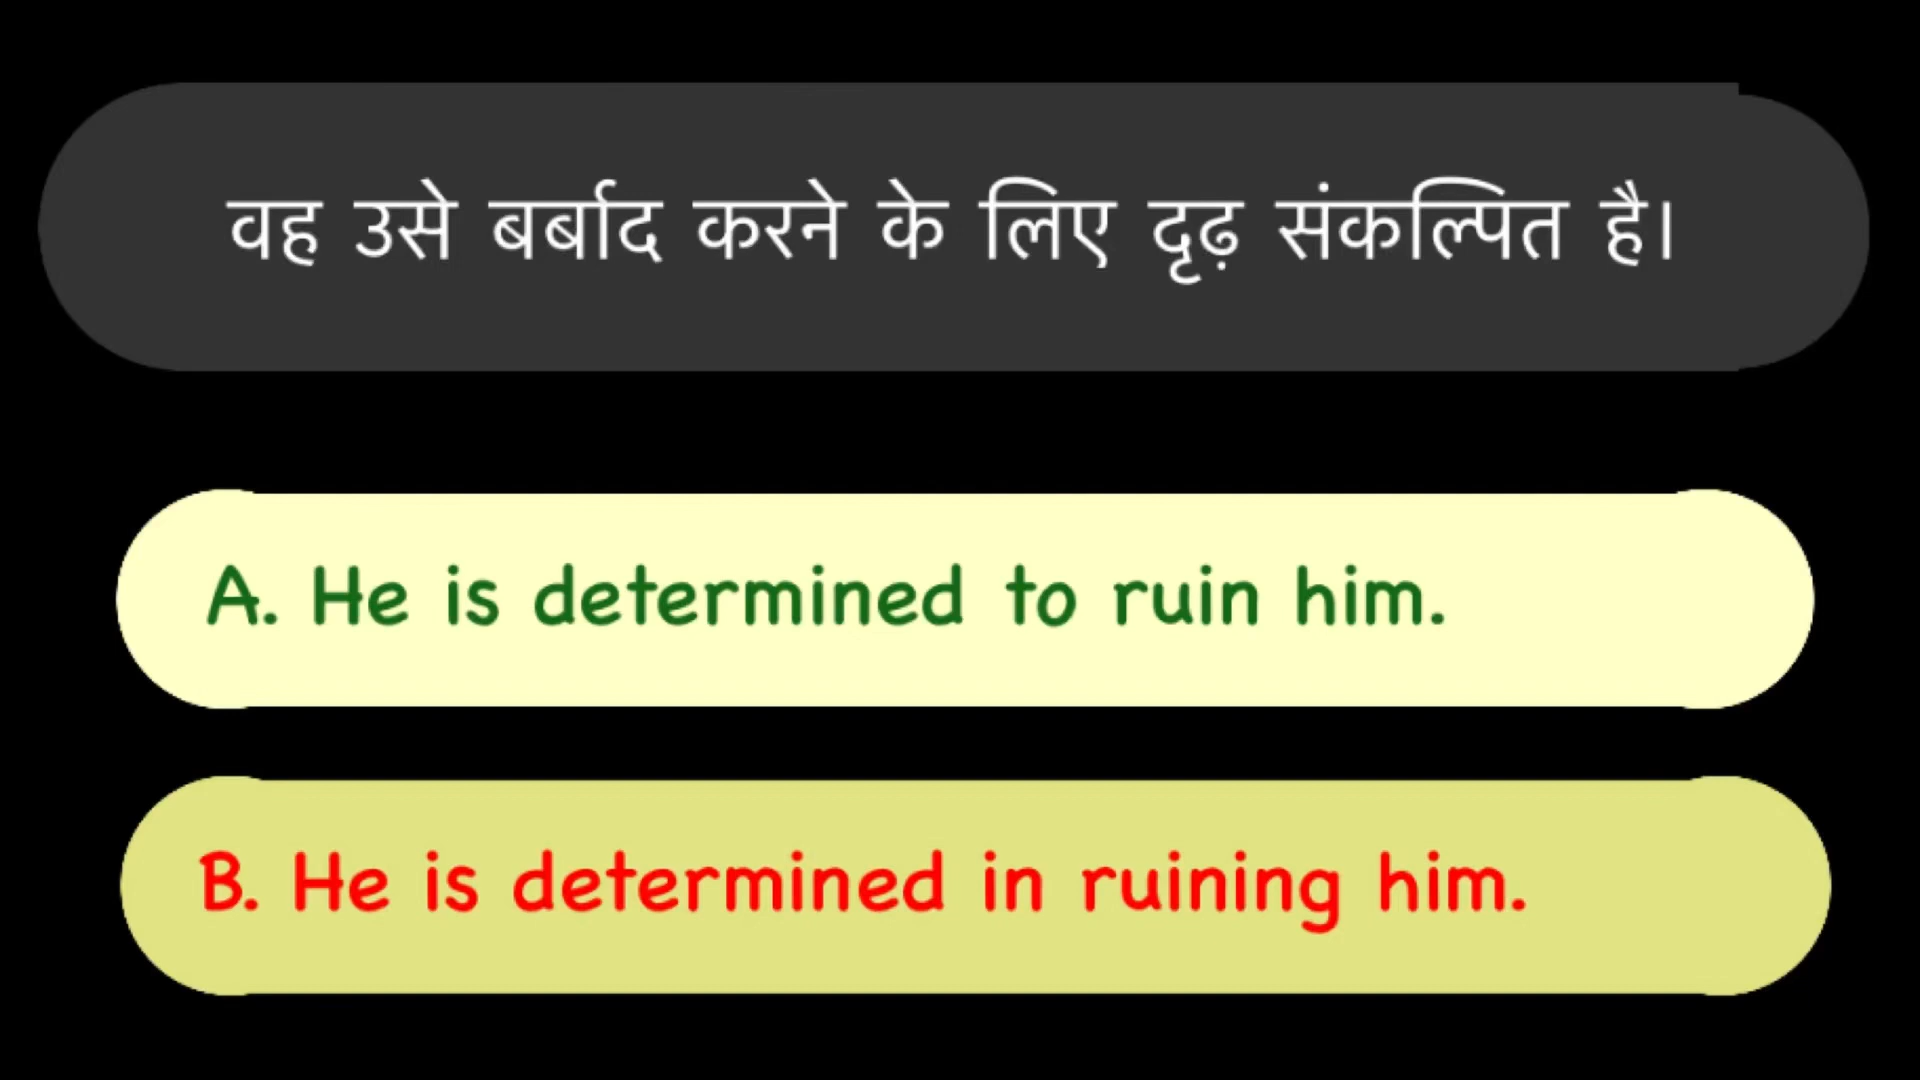 वह उसे बर्बाद करने के लिए दृढ़ संकल्पित है।
A. He is determined to ruin him.
B. He is determined in ruining him.